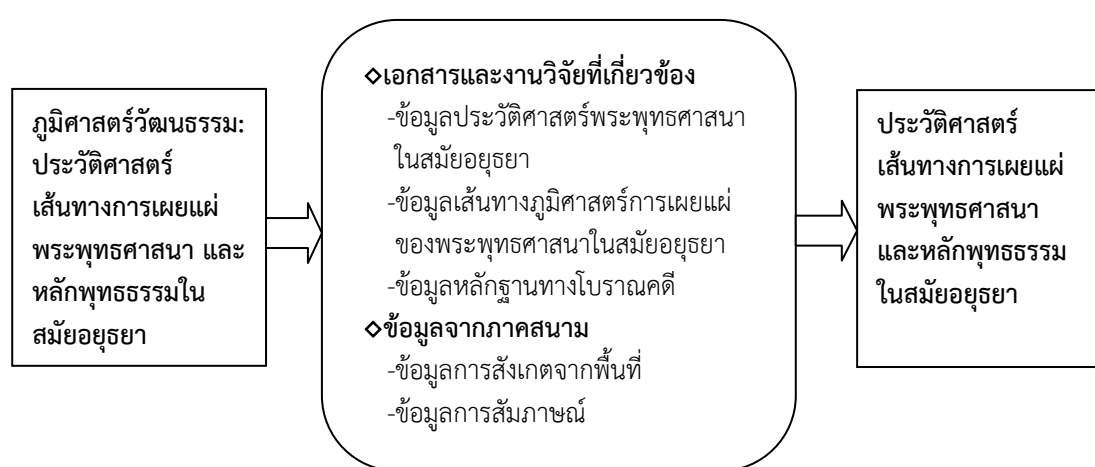 ภูมิศาสตร์วัฒนธรรม:
ประวัติศาสตร์
เส้นทางการเผยแผ่
พระพุทธศาสนา และ
หลักพุทธธรรมใน
สมัยอยุธยา
◇เอกสารและงานวิจัยที่เกี่ยวข้อง
-ข้อมูลประวัติศาสตร์พระพุทธศาสนา
ในสมัยอยุธยา
-ข้อมูลเส้นทางภูมิศาสตร์การเผยแผ่
ของพระพุทธศาสนาในสมัยอยุธยา
-ข้อมูลหลักฐานทางโบราณคดี
◇ข้อมูลจากภาคสนาม
-ข้อมูลการสังเกตจากพื้นที่
-ข้อมูลการสัมภาษณ์
ประวัติศาสตร์
เส้นทางการเผยแผ่
พระพุทธศาสนา
และหลักพุทธธรรม
ในสมัยอยุธยา